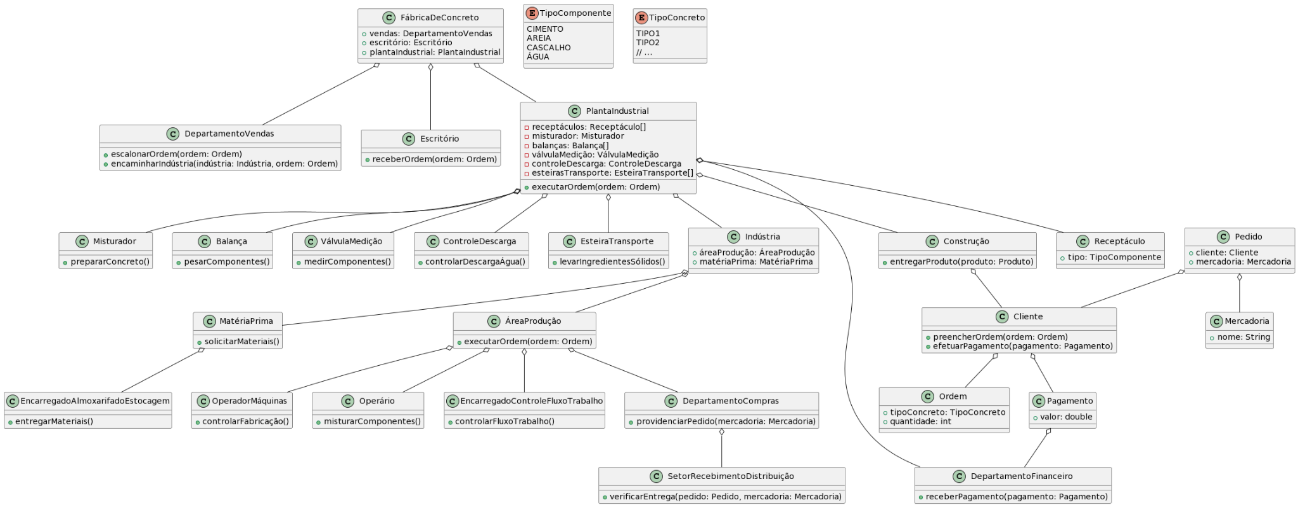 FábricaDeConcreto
vendas: DepartamentoVendas
escritório: Escritório
plantaIndustrial: PlantaIndustrial
TipoComponente
CIMENTO
AREIA
CASCALHO
ÁGUA
TipoConcreto
TIPO1
TIPO2
// ...
DepartamentoVendas
escalonarOrdem(ordem: Ordem)
encaminharIndústria(indústria: Indústria, ordem: Ordem)
Escritório
receberOrdem(ordem: Ordem)
PlantaIndustrial
receptáculos: Receptáculo[]
misturador: Misturador
balanças: Balança[]
válvulaMedição: VálvulaMedição
controleDescarga: ControleDescarga
esteirasTransporte: EsteiraTransporte[]
executarOrdem(ordem: Ordem)
Misturador
prepararConcreto()
Balança
pesarComponentes()
VálvulaMedição
medirComponentes()
ControleDescarga
controlarDescargaÁgua()
EsteiraTransporte
levarIngredientesSólidos()
Indústria
áreaProdução: ÁreaProdução
matériaPrima: MatériaPrima
Construção
entregarProduto(produto: Produto)
Receptáculo
tipo: TipoComponente
Pedido
cliente: Cliente
mercadoria: Mercadoria
MatériaPrima
solicitarMateriais()
ÁreaProdução
executarOrdem(ordem: Ordem)
Cliente
preencherOrdem(ordem: Ordem)
efetuarPagamento(pagamento: Pagamento)
Mercadoria
nome: String
EncarregadoAlmoxarifadoEstocagem
entregarMateriais()
OperadorMáquinas
controlarFabricação()
Operário
misturarComponentes()
EncarregadoControleFluxoTrabalho
controlarFluxoTrabalho()
DepartamentoCompras
providenciarPedido(mercadoria: Mercadoria)
Ordem
tipoConcreto: TipoConcreto
quantidade: int
Pagamento
valor: double
SetorRecebimentoDistribuição
verificarEntrega(pedido: Pedido, mercadoria: Mercadoria)
DepartamentoFinanceiro
receberPagamento(pagamento: Pagamento)